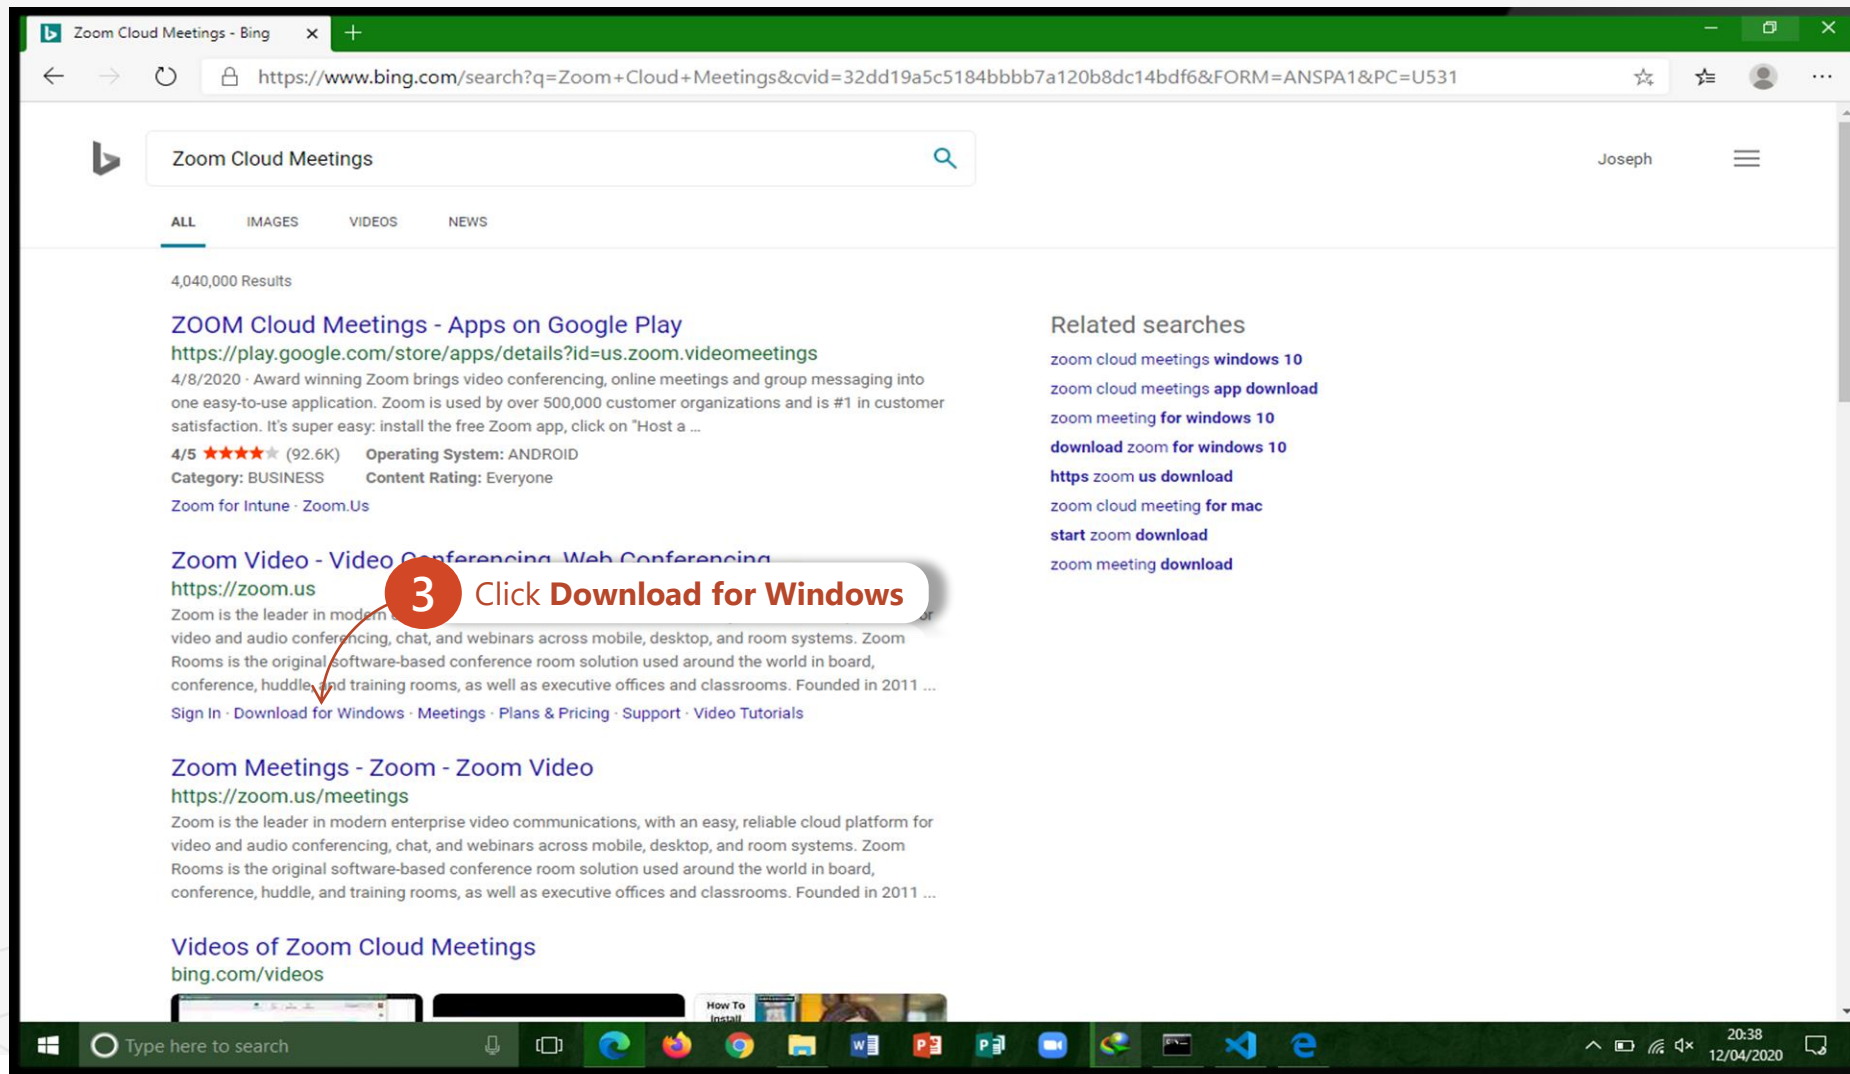 Zoom Cloud Meetings - Bing
https://www.bing.com/search?q=Zoom+Cloud+Meetings&cvid=32dd19a5c5184bbbb7a120b8dc14bdf6&FORM=ANSPA1&PC=U531
Zoom Cloud Meetings
Joseph
ALL IMAGES VIDEOS NEWS
4,040,000 Results
ZOOM Cloud Meetings - Apps on Google Play
https://play.google.com/store/apps/details?id=us.zoom.videomeetings
4/8/2020 · Award winning Zoom brings video conferencing, online meetings and group messaging into
one easy-to-use application. Zoom is used by over 500,000 customer organizations and is #1 in customer
satisfaction. It's super easy: install the free Zoom app, click on "Host a ...
4/5 (92.6K) Operating System: ANDROID
Category: BUSINESS Content Rating: Everyone
Zoom for Intune · Zoom.Us
Zoom Video - Video Conferencing, Web Conferencing
https://zoom.us
3 Click Download for Windows
Zoom is the leader in modern
video and audio conferencing, chat, and webinars across mobile, desktop, and room systems. Zoom
Rooms is the original software-based conference room solution used around the world in board,
conference, huddle, and training rooms, as well as executive offices and classrooms. Founded in 2011 ...
Sign In · Download for Windows · Meetings · Plans & Pricing · Support · Video Tutorials
Zoom Meetings - Zoom - Zoom Video
https://zoom.us/meetings
Zoom is the leader in modern enterprise video communications, with an easy, reliable cloud platform for
video and audio conferencing, chat, and webinars across mobile, desktop, and room systems. Zoom
Rooms is the original software-based conference room solution used around the world in board,
conference, huddle, and training rooms, as well as executive offices and classrooms. Founded in 2011 ...
Videos of Zoom Cloud Meetings
bing.com/videos
How To
Install
Related searches
zoom cloud meetings windows 10
zoom cloud meetings app download
zoom meeting for windows 10
download zoom for windows 10
https zoom us download
zoom cloud meeting for mac
start zoom download
zoom meeting download
Type here to search
20:38
12/04/2020